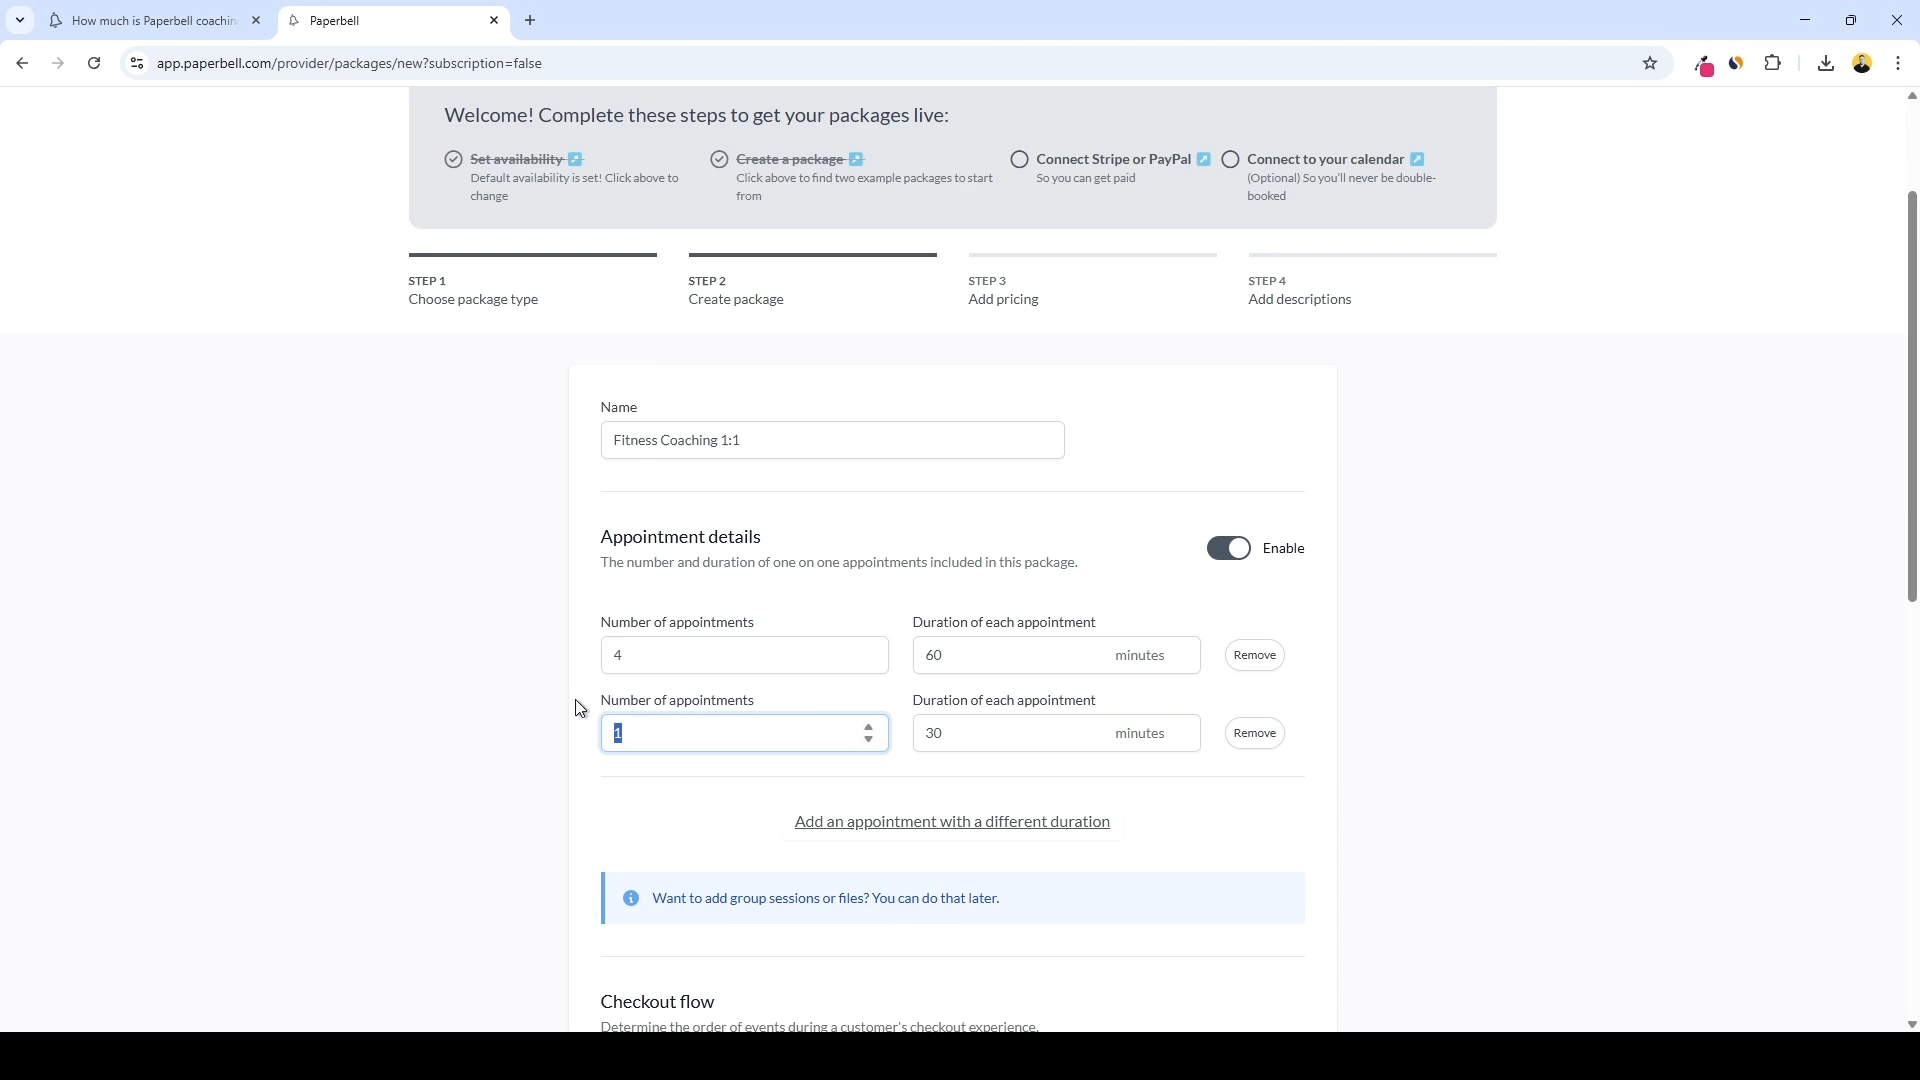 How much is Paperbell coachin
Paperbell
app.paperbell.com/provider/packages/new?subscription=false
Welcome! Complete these steps to get your packages live:
Set availability
Default availability is set! Click above to
change
Create a package
Click above to find two example packages to start
from
Connect Stripe or PayPal
So you can get paid
Connect to your calendar
(Optional) So you'll never be double-
booked
STEP 1
Choose package type
STEP 2
Create package
STEP 3
Add pricing
STEP 4
Add descriptions
Name
Fitness Coaching 1:1
Appointment details
The number and duration of one on one appointments included in this package.
Enable
Number of appointments
Duration of each appointment
4
60 minutes
Remove
Number of appointments
Duration of each appointment
1
30 minutes
Remove
Add an appointment with a different duration
Want to add group sessions or files? You can do that later.
Checkout flow
Determine the order of events during a customer's checkout experience.